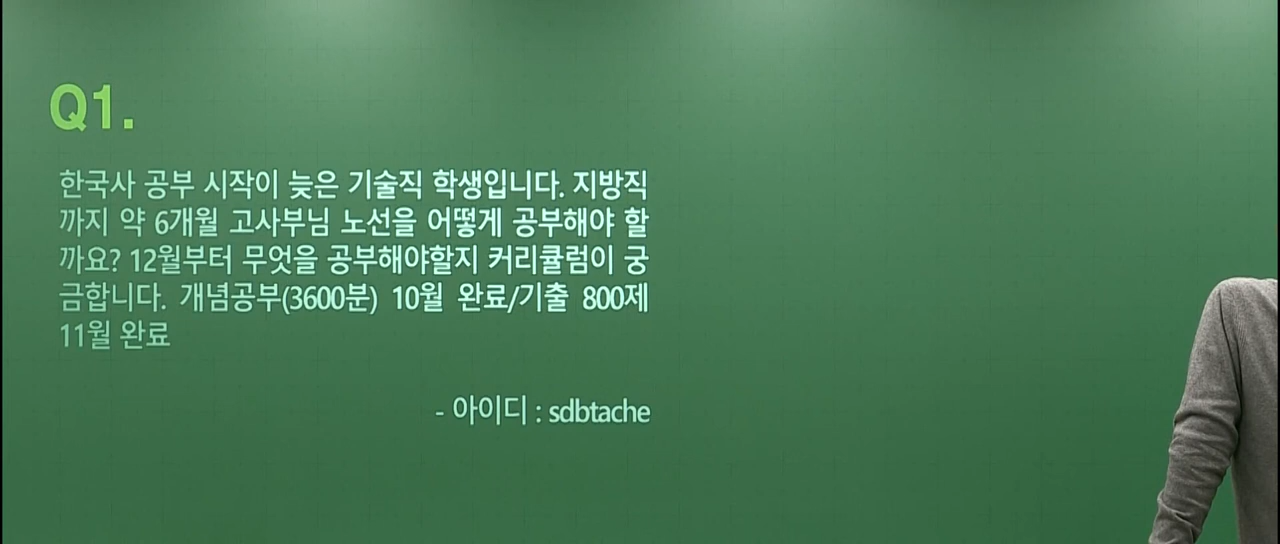 Q1.
한국사 공부 시작이 늦은 기술직 학생입니다. 지방직
까지 약 6개월 고사부님 노선을 어떻게 공부해야 할
까요? 12월부터 무엇을 공부해야할지 커리큘럼이 궁
금합니다. 개념공부(3600분) 10월 완료/기출 800제
11월 완료
- 아이디 : sdbtache